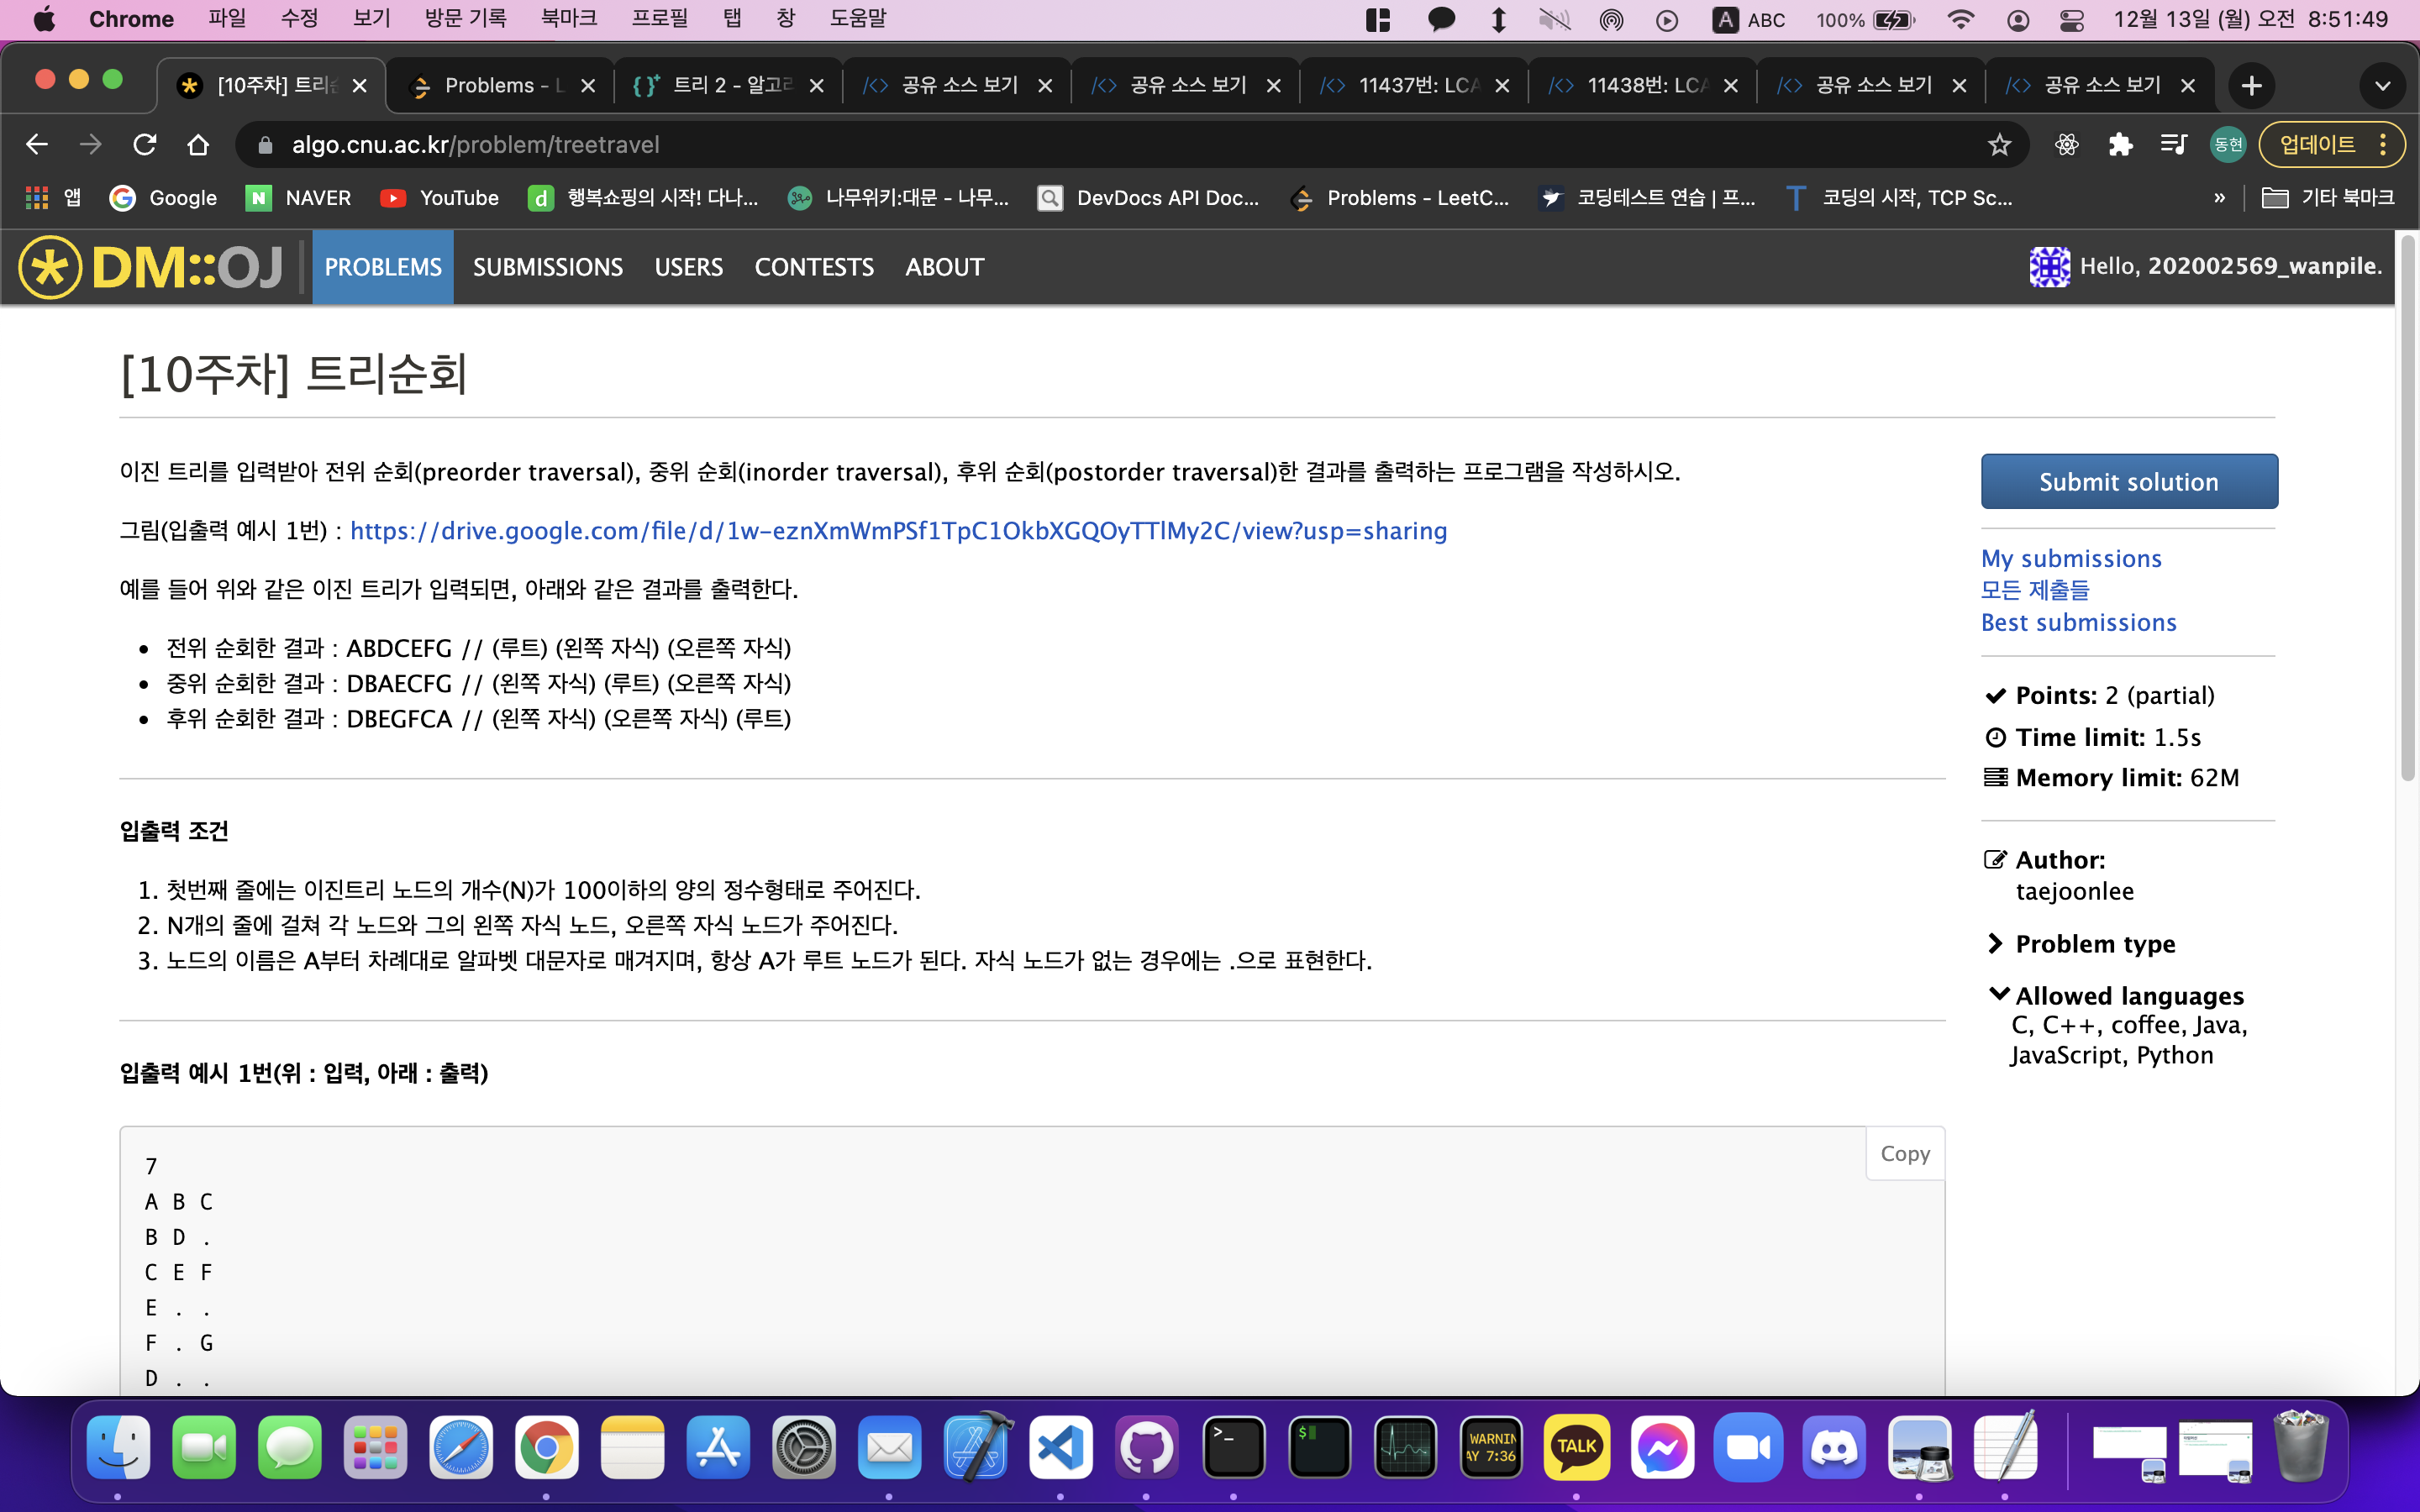 Chrome 파일 수정 보기 방문 기록 북마크 프로필 탭 창 도움말 A ABC 100% 12월 13일 (월) 오전 8:51:49
[10주차] 트리순 Problems - L 트리 2 - 알고리 공유 소스 보기 공유 소스 보기 11437번: LCA 11438번: LCA 공유 소스 보기 공유 소스 보기
algo.cnu.ac.kr/problem/treetravel 동현 업데이트
앱 Google NAVER YouTube 행복쇼핑의 시작! 다나... 나무위키:대문 - 나무... DevDocs API Doc... Problems - LeetC... 코딩테스트 연습 | 프... 코딩의 시작, TCP Sc... » 기타 북마크
DM::OJ PROBLEMS SUBMISSIONS USERS CONTESTS ABOUT Hello, 202002569_wanpile.
[10주차] 트리순회
이진 트리를 입력받아 전위 순회(preorder traversal), 중위 순회(inorder traversal), 후위 순회(postorder traversal)한 결과를 출력하는 프로그램을 작성하시오.
그림(입출력 예시 1번) : https://drive.google.com/file/d/1w-eznXmWmPSf1TpC1OkbXGQOyTTlMy2C/view?usp=sharing
예를 들어 위와 같은 이진 트리가 입력되면, 아래와 같은 결과를 출력한다.
• 전위 순회한 결과 : ABDCEFG // (루트) (왼쪽 자식) (오른쪽 자식)
• 중위 순회한 결과 : DBAECFG // (왼쪽 자식) (루트) (오른쪽 자식)
• 후위 순회한 결과 : DBEGFCA // (왼쪽 자식) (오른쪽 자식) (루트)
입출력 조건
1. 첫번째 줄에는 이진트리 노드의 개수(N)가 100이하의 양의 정수형태로 주어진다.
2. N개의 줄에 걸쳐 각 노드와 그의 왼쪽 자식 노드, 오른쪽 자식 노드가 주어진다.
3. 노드의 이름은 A부터 차례대로 알파벳 대문자로 매겨지며, 항상 A가 루트 노드가 된다. 자식 노드가 없는 경우에는 .으로 표현한다.
입출력 예시 1번(위 : 입력, 아래 : 출력)
Copy
7
A B C
B D .
C E F
E . .
F . G
D . .
Submit solution
My submissions
모든 제출들
Best submissions
Points: 2 (partial)
Time limit: 1.5s
Memory limit: 62M
Author:
taejoonlee
Problem type
Allowed languages
C, C++, coffee, Java,
JavaScript, Python
WARNIN
AY 7:36
TALK